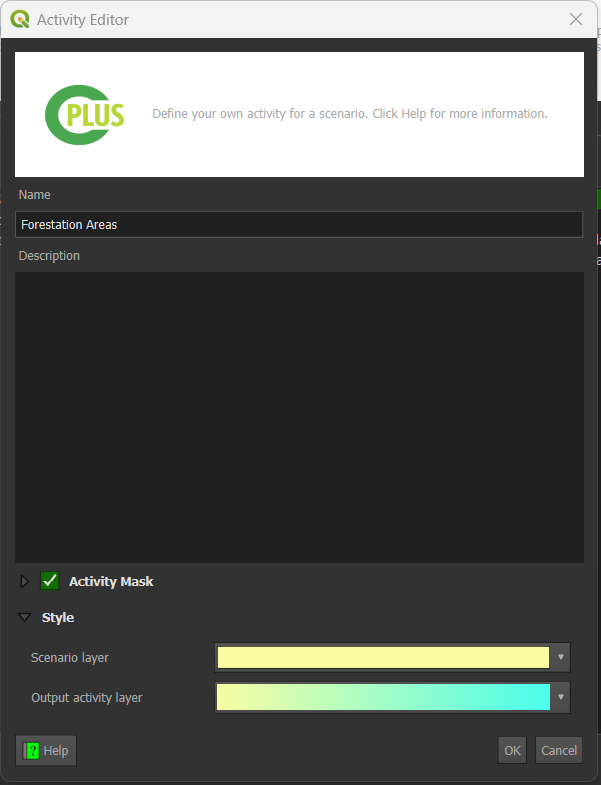 Activity Editor
PLUS
Define your own activity for a scenario. Click Help for more information.
Name
Forestation Areas
Description
Activity Mask
Style
Scenario layer
Output activity layer
? Help
OK
Cancel